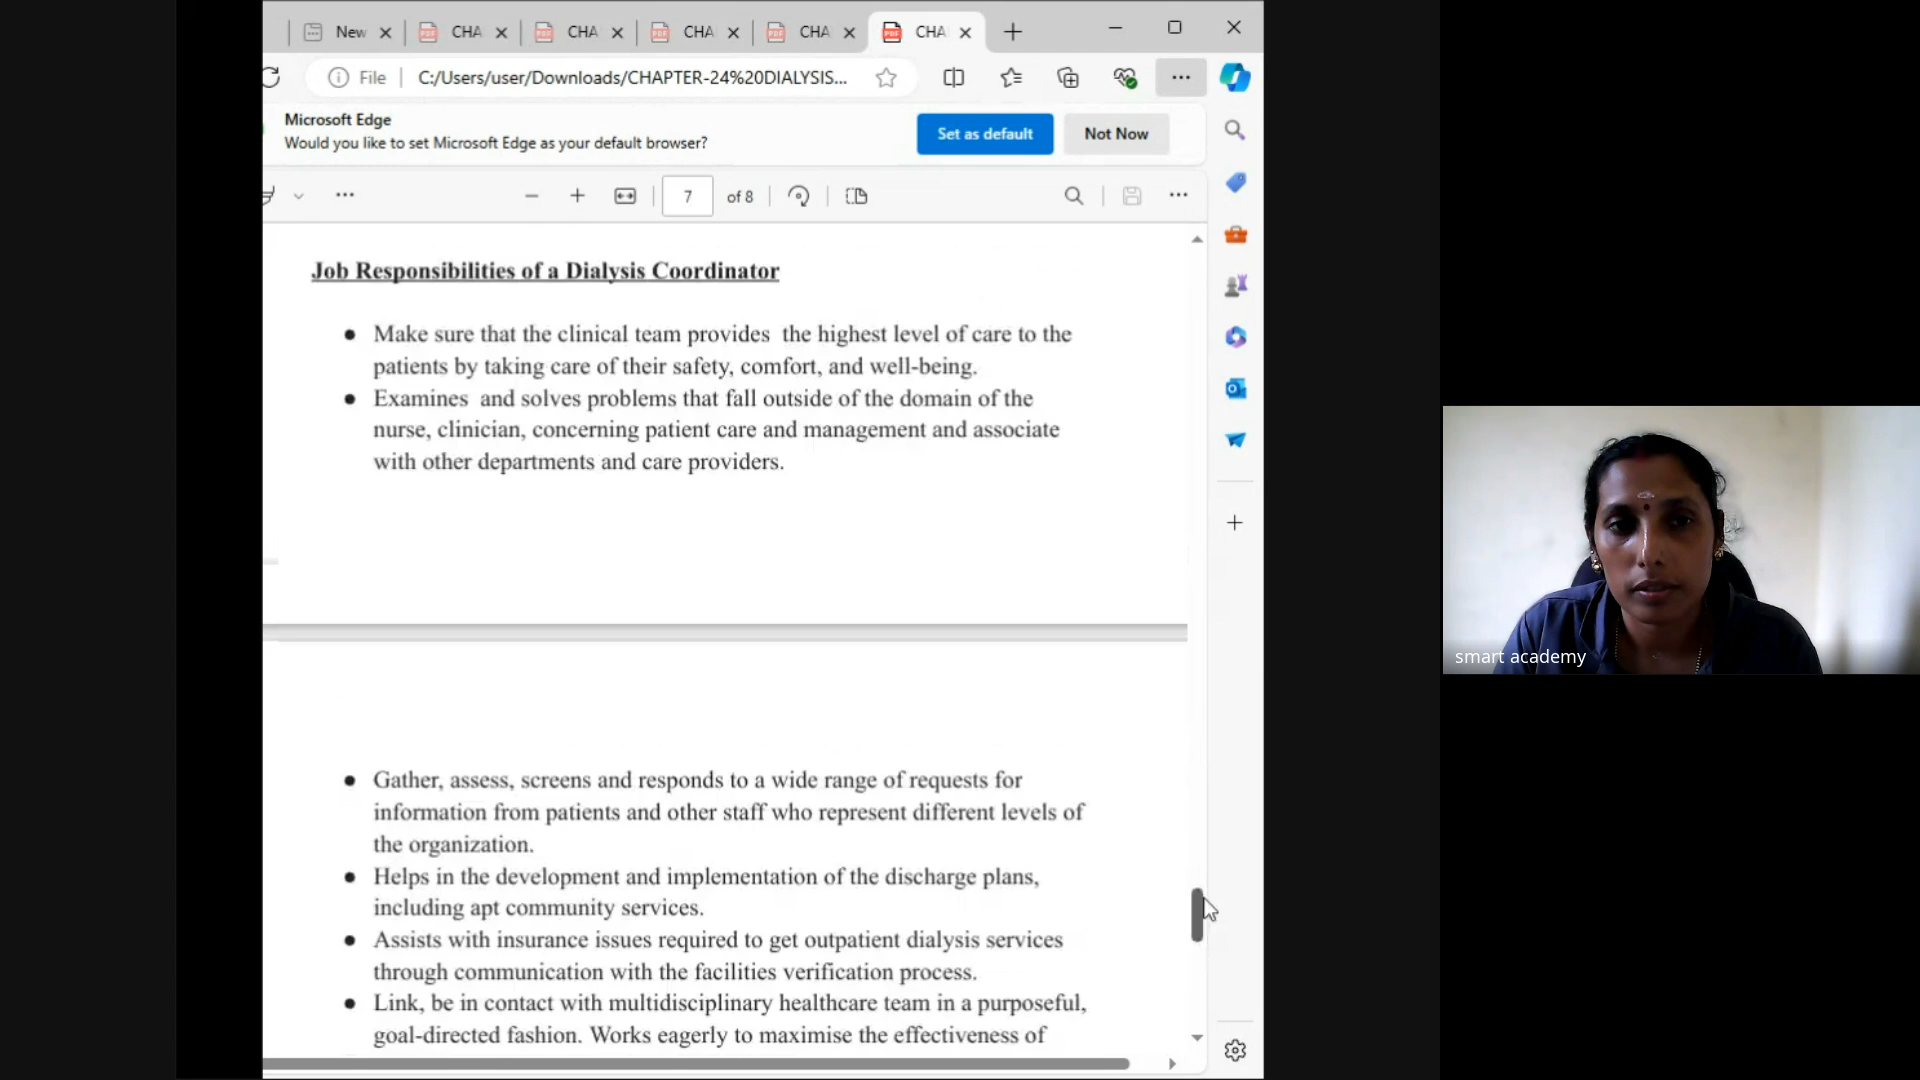 New
CHA
CHA
CHA
CHA
CHA
File
C:/Users/user/Downloads/CHAPTER-24%20DIALYSIS...
Microsoft Edge
Would you like to set Microsoft Edge as your default browser?
Set as default
Not Now
7
of 8
Job Responsibilities of a Dialysis Coordinator
● Make sure that the clinical team provides the highest level of care to the
patients by taking care of their safety, comfort, and well-being.
● Examines and solves problems that fall outside of the domain of the
nurse, clinician, concerning patient care and management and associate
with other departments and care providers.
● Gather, assess, screens and responds to a wide range of requests for
information from patients and other staff who represent different levels of
the organization.
● Helps in the development and implementation of the discharge plans,
including apt community services.
● Assists with insurance issues required to get outpatient dialysis services
through communication with the facilities verification process.
● Link, be in contact with multidisciplinary healthcare team in a purposeful,
goal-directed fashion. Works eagerly to maximise the effectiveness of
smart academy